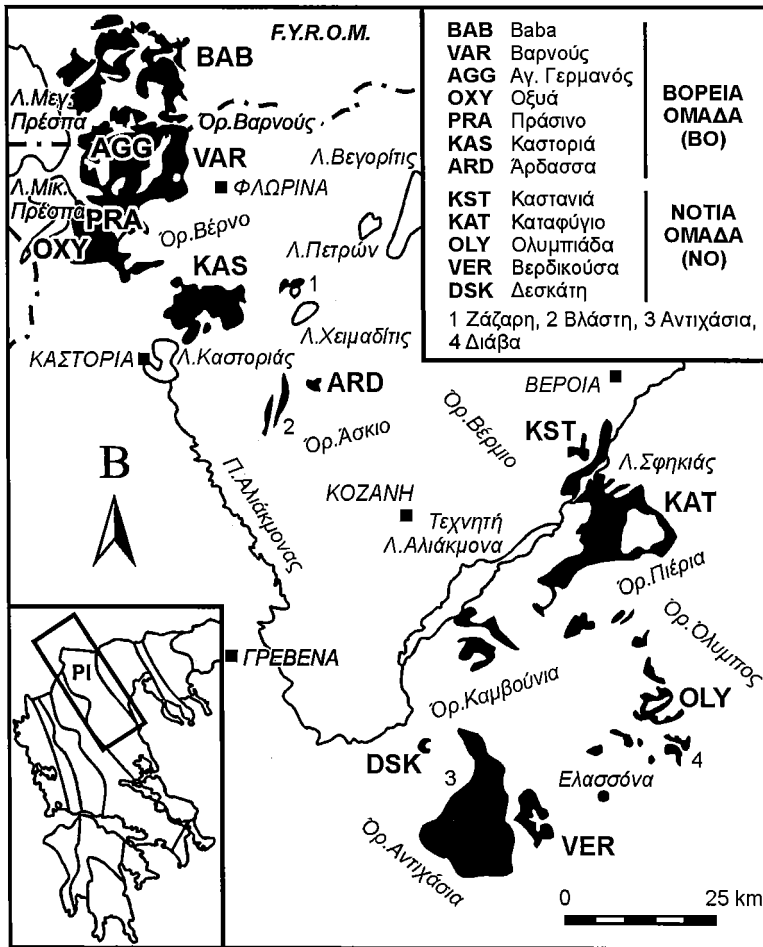 F.Y.R.O.M.
BAB
Λ.Μεγ.
Πρέσπα
Όρ.Βαρνούς
AGG
VAR
Λ.Βεγορίτις
ΦΛΩΡΙΝΑ
Λ.Μικ.
Πρέσπα
PRA
Όρ.Βέρνο
Λ.Πετρών
OXY
KAS
1
Λ.Χειμαδίτις
ΚΑΣΤΟΡΙΑ
Λ.Καστοριάς
ARD
2
Όρ.Άσκιο
Β
Π.Αλιάκμονας
ΒΕΡΟΙΑ
Όρ.Βέρμιο
KST
Λ.Σφηκιάς
KAT
ΚΟΖΑΝΗ
Τεχνητή
Λ.Αλιάκμονα
Όρ.Πιέρια
ΓΡΕΒΕΝΑ
Όρ.Όλυμπος
Όρ.Καμβούνια
OLY
DSK
3
4
Ελασσόνα
VER
Όρ.Αντιχάσια
PI
0 25 km
BAB Baba
VAR Βαρνούς
AGG Αγ. Γερμανός
OXY Οξυά
PRA Πράσινο
KAS Καστοριά
ARD Άρδασσα
ΒΟΡΕΙΑ
ΟΜΑΔΑ
(ΒΟ)
KST Καστανιά
KAT Καταφύγιο
OLY Ολυμπιάδα
VER Βερδικούσα
DSK Δεσκάτη
ΝΟΤΙΑ
ΟΜΑΔΑ
(ΝΟ)
1 Ζάζαρη, 2 Βλάστη, 3 Αντιχάσια,
4 Διάβα